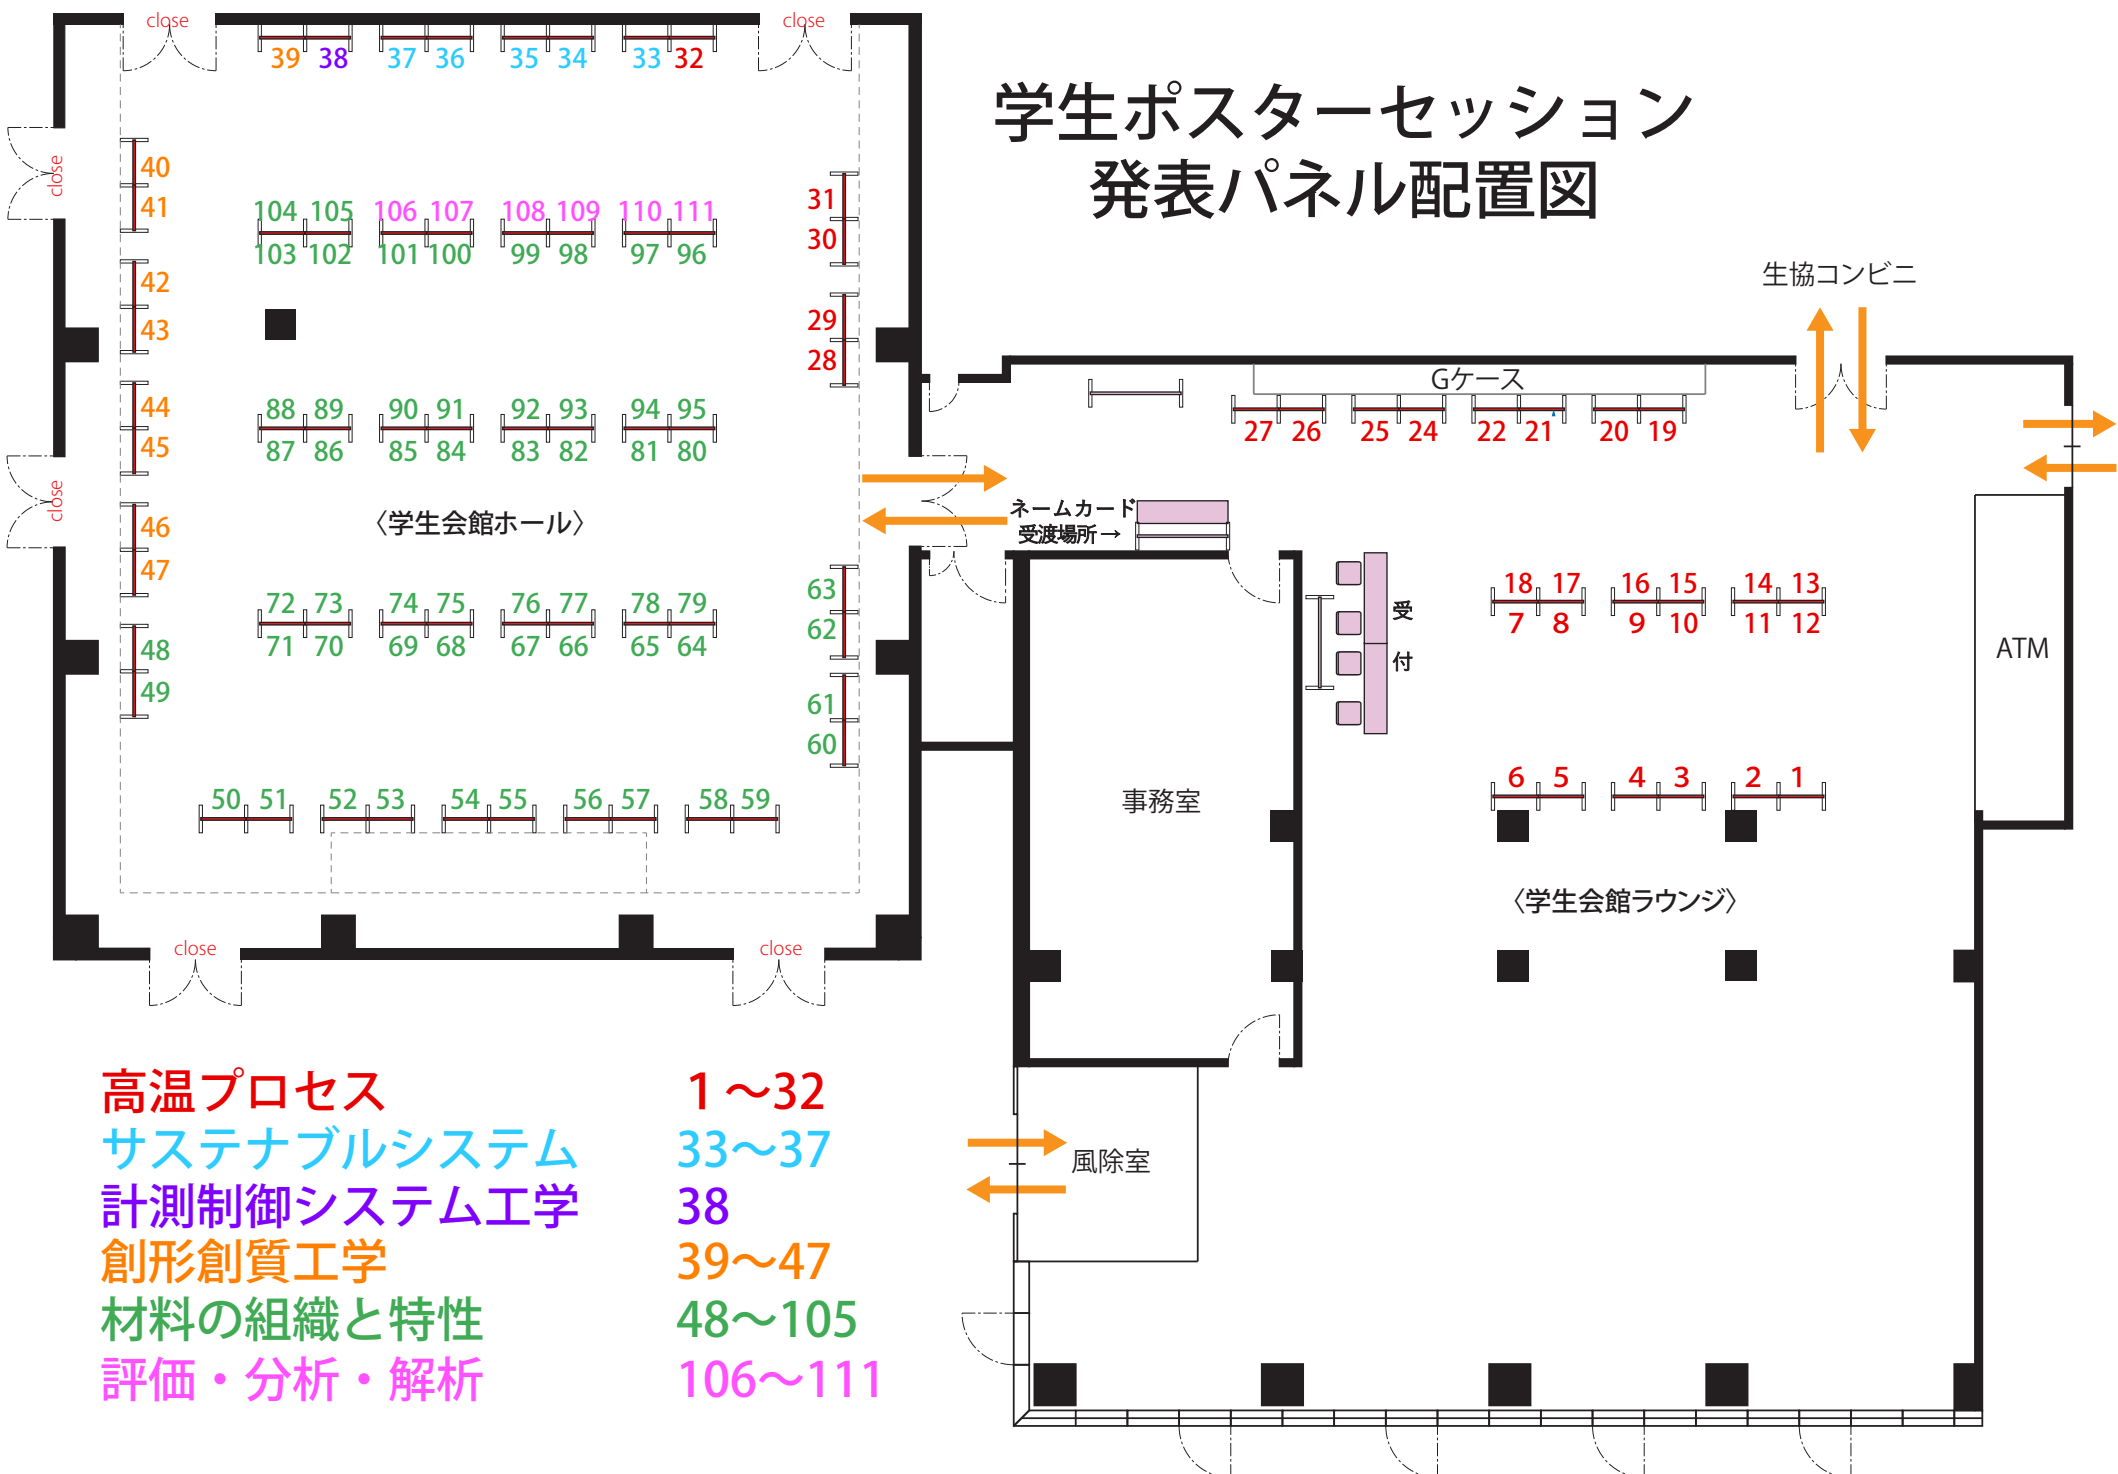 学生ポスターセッション
発表パネル配置図
close
close
39 38 37 36 35 34 33 32
close
40
41
42
43
44
45
close
46
47
48
49
104 105 106 107 108 109 110 111
103 102 101 100 99 98 97 96
31
30
29
28
88 89 90 91 92 93 94 95
87 86 85 84 83 82 81 80
〈学生会館ホール〉
72 73 74 75 76 77 78 79
71 70 69 68 67 66 65 64
63
62
61
60
50 51 52 53 54 55 56 57 58 59
close
close
生協コンビニ
Gケース
27 26 25 24 22 21 20 19
ネームカード
受渡場所→
受
付
18 17 16 15 14 13
7 8 9 10 11 12
ATM
6 5 4 3 2 1
事務室
〈学生会館ラウンジ〉
風除室
高温プロセス 1～32
サステナブルシステム 33～37
計測制御システム工学 38
創形創質工学 39～47
材料の組織と特性 48～105
評価・分析・解析 106～111